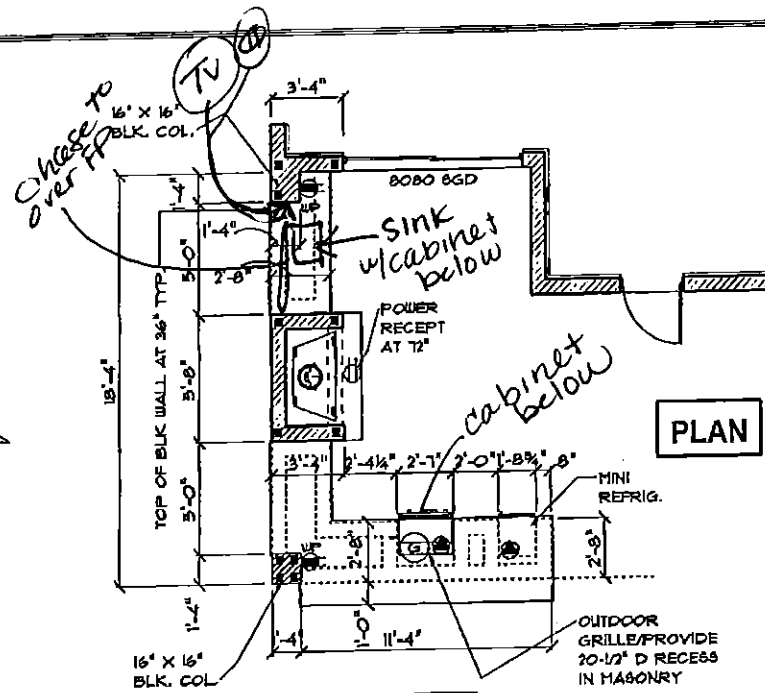 TV
3'-4"
16" X 16"
BLK. COL.
Chcese to
over FP
8080 SGD
1'-4"
1'-4"
sink
w/cabinet
below
5'-0"
2'-8"
TOP OF BLK WALL AT 36" TYP.
POWER
RECEPT
AT 72"
18'-4"
5'-8"
cabinet
below
PLAN
3'-4"
2'-4 1/4"
2'-7"
2'-0"
1'-8 3/4"
8"
MINI
REFRIG.
5'-0"
2'-8"
G
2'-8"
1'-4"
1'-4"
1'-0"
11'-4"
16" X 16"
BLK. COL
OUTDOOR
GRILLE/PROVIDE
20-1/2" D RECESS
IN MASONRY